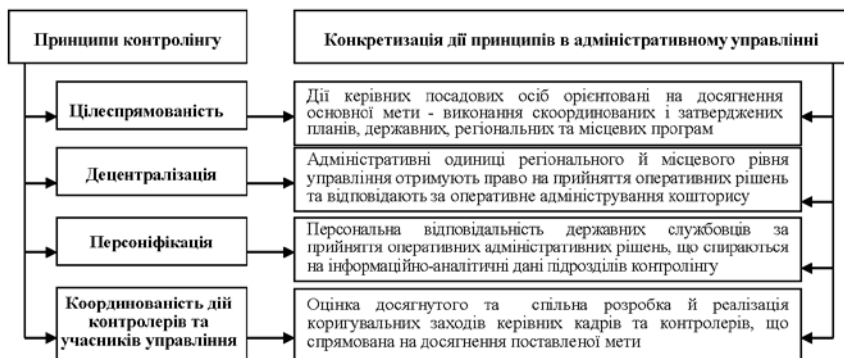 Принципи контролінгу
Конкретизація дії принципів в адміністративному управлінні
Цілеспрямованість
Дії керівних посадових осіб орієнтовані на досягнення
основної мети - виконання скоординованих і затверджених
планів, державних, регіональних та місцевих програм
Децентралізація
Адміністративні одиниці регіонального й місцевого рівня
управління отримують право на прийняття оперативних рішень
та відповідають за оперативне адміністрування кошторису
Персоніфікація
Персональна відповідальність державних службовців за
прийняття оперативних адміністративних рішень, що спираються
на інформаційно-аналітичні дані підрозділів контролінгу
Координованість дій
контролерів та
учасників управління
Оцінка досягнутого та спільна розробка й реалізація
коригувальних заходів керівних кадрів та контролерів, що
спрямована на досягнення поставленої мети